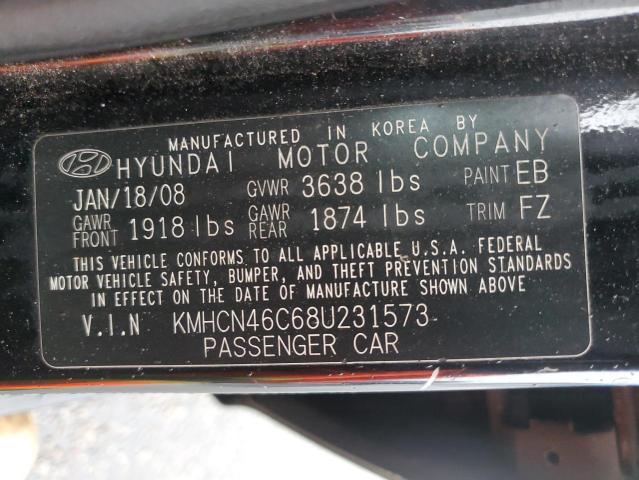 MANUFACTURED IN KOREA BY
HYUNDAI MOTOR COMPANY
JAN/18/08 GVWR 3638 lbs PAINT EB
GAWR FRONT 1918 lbs GAWR REAR 1874 lbs TRIM FZ
THIS VEHICLE CONFORMS TO ALL APPLICABLE U.S.A. FEDERAL
MOTOR VEHICLE SAFETY, BUMPER, AND THEFT PREVENTION STANDARDS
IN EFFECT ON THE DATE OF MANUFACTURE SHOWN ABOVE.
V.I.N KMHCN46C68U231573
PASSENGER CAR